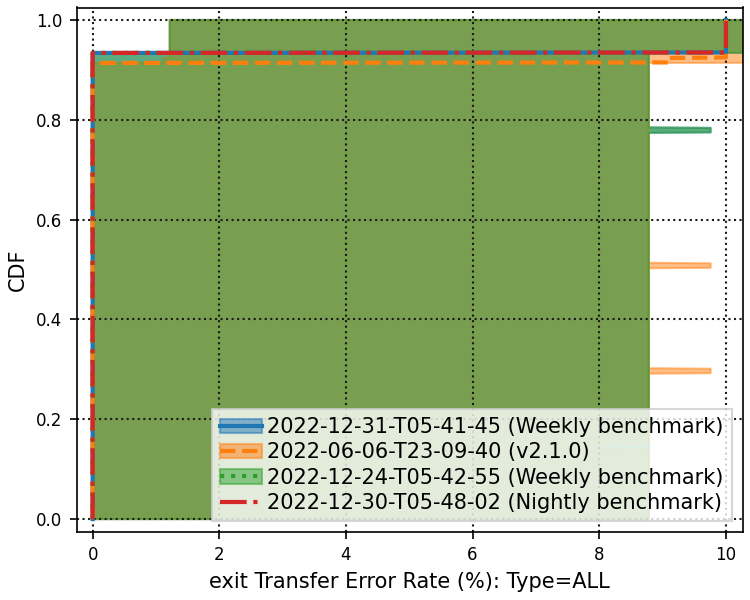 1.0
0.8
0.6
0.4
0.2
0.0
CDF
2022-12-31-T05-41-45 (Weekly benchmark)
2022-06-06-T23-09-40 (v2.1.0)
2022-12-24-T05-42-55 (Weekly benchmark)
2022-12-30-T05-48-02 (Nightly benchmark)
0 2 4 6 8 10
exit Transfer Error Rate (%): Type=ALL